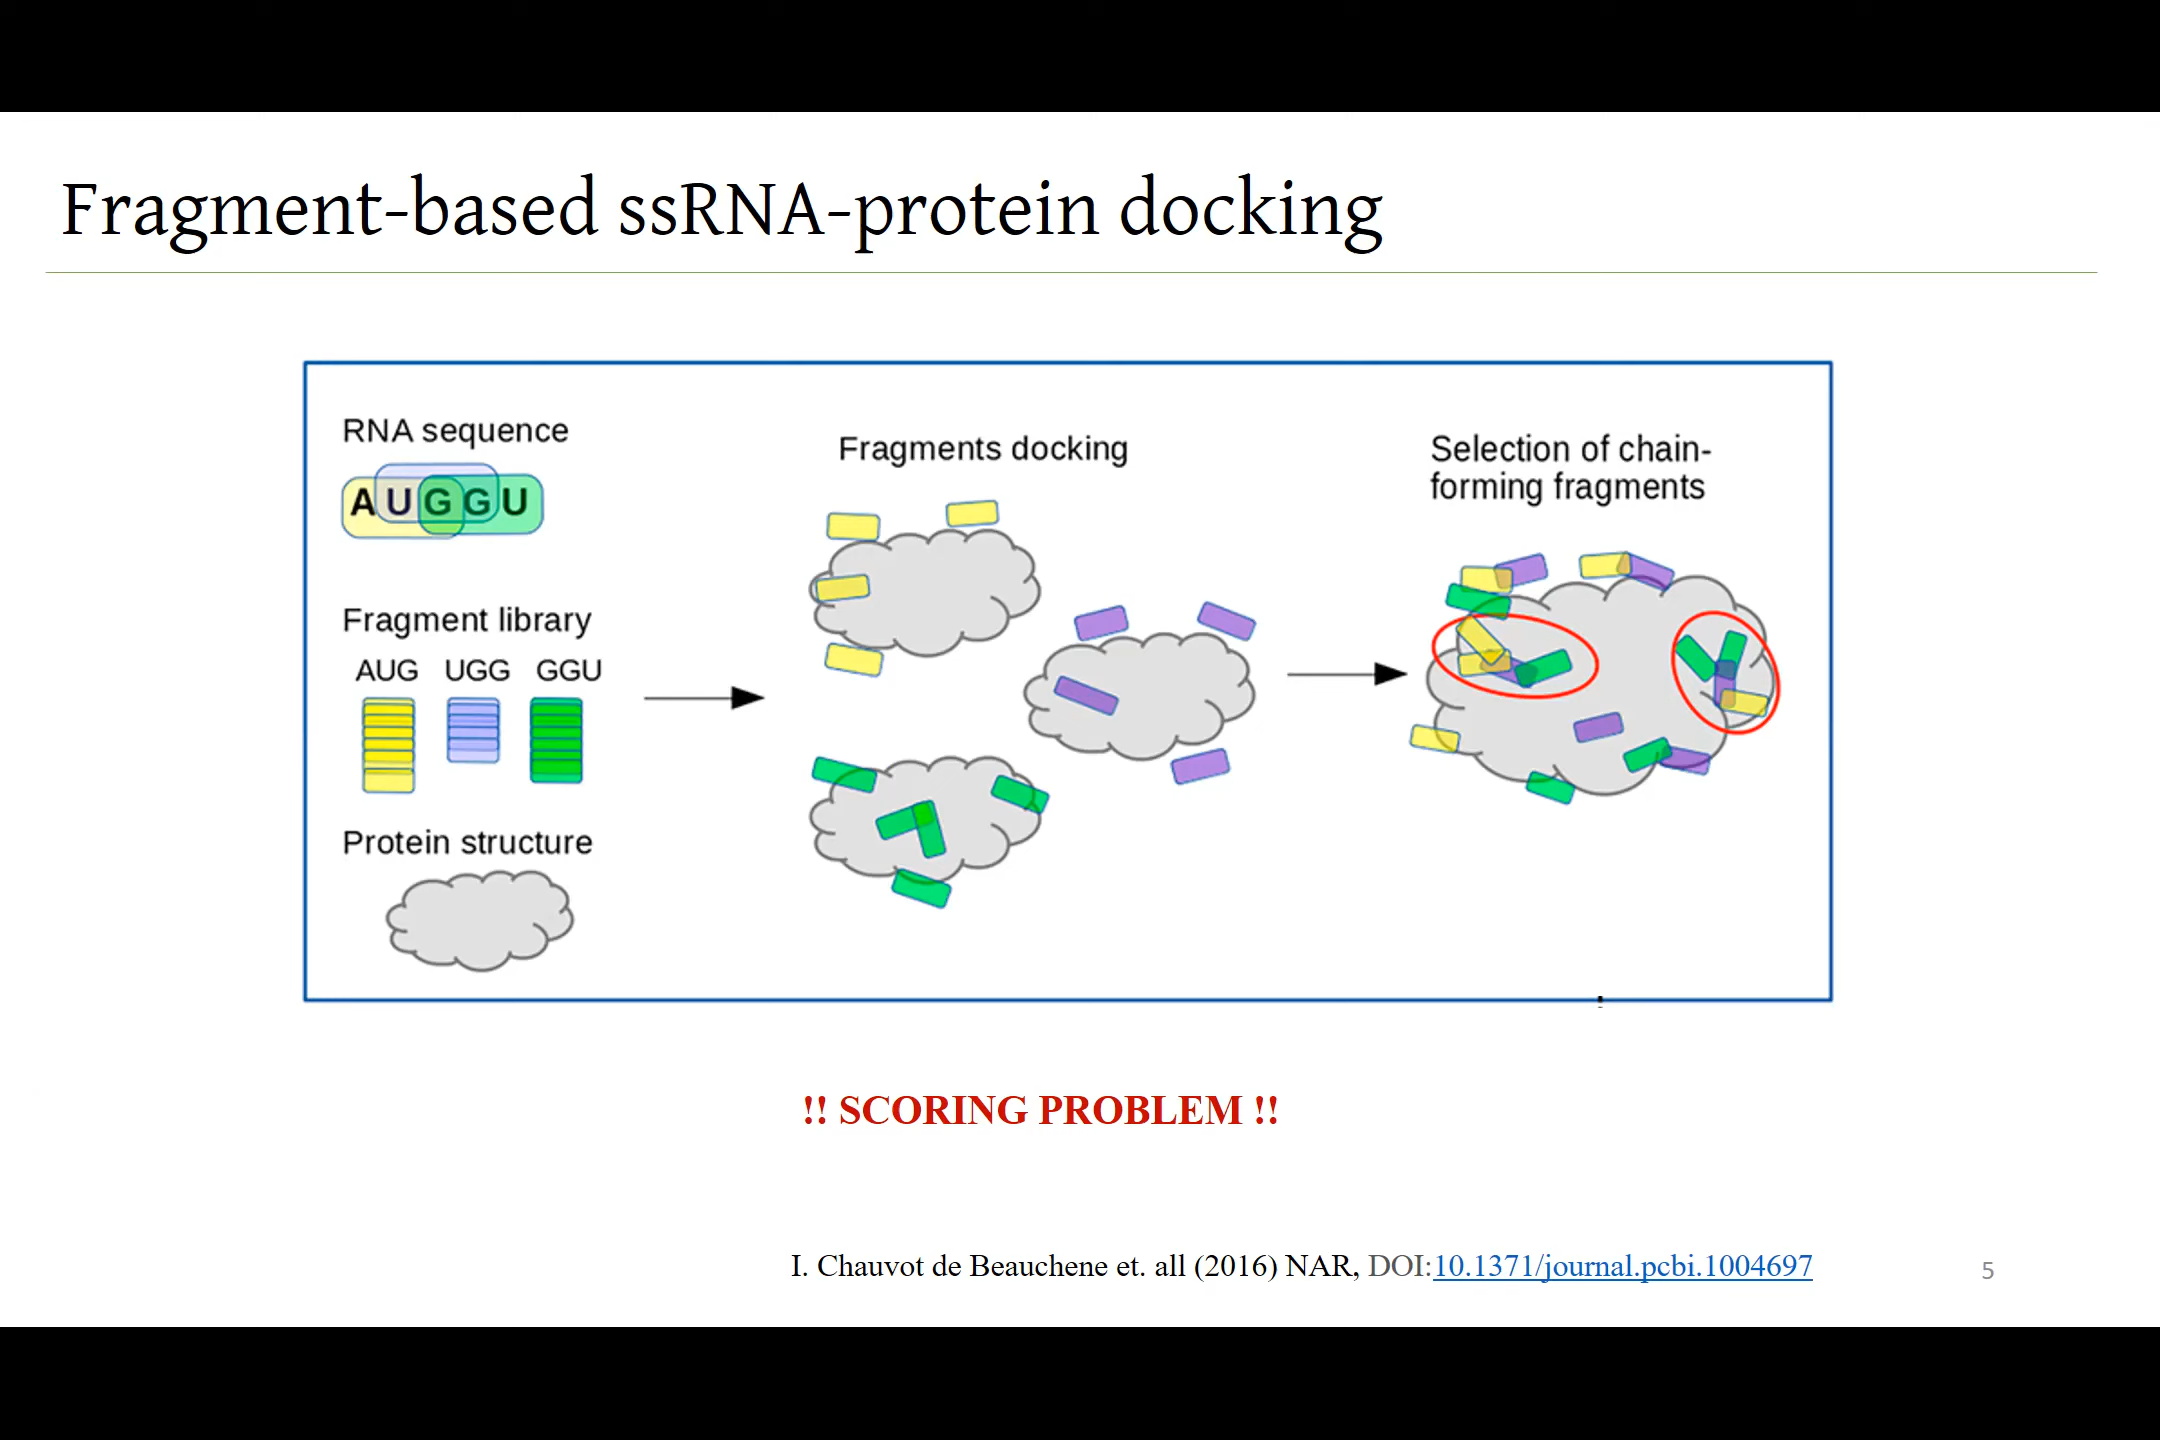 Fragment-based ssRNA-protein docking
RNA sequence
AUGGU
Fragment library
AUG UGG GGU
Protein structure
Fragments docking
Selection of chain-
forming fragments
!! SCORING PROBLEM !!
I. Chauvot de Beauchene et. all (2016) NAR, DOI:10.1371/journal.pcbi.1004697
5